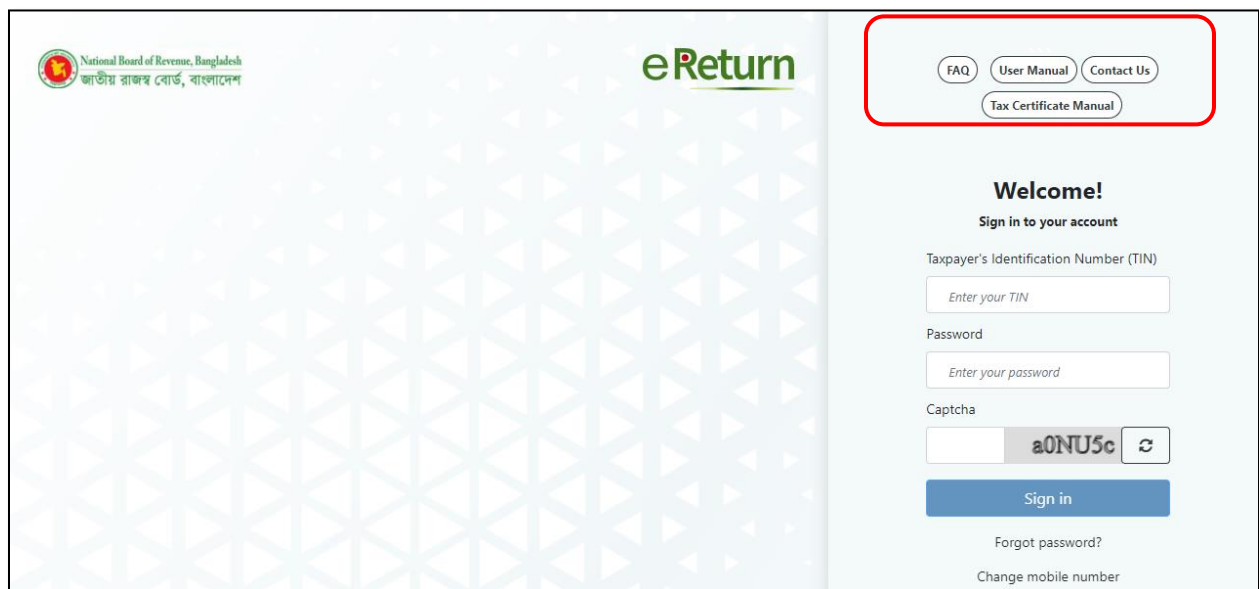 National Board of Revenue, Bangladesh
জাতীয় রাজস্ব বোর্ড, বাংলাদেশ
eReturn
FAQ User Manual Contact Us
Tax Certificate Manual
Welcome!
Sign in to your account
Taxpayer's Identification Number (TIN)
Enter your TIN
Password
Enter your password
Captcha
a0NU5c
Sign in
Forgot password?
Change mobile number